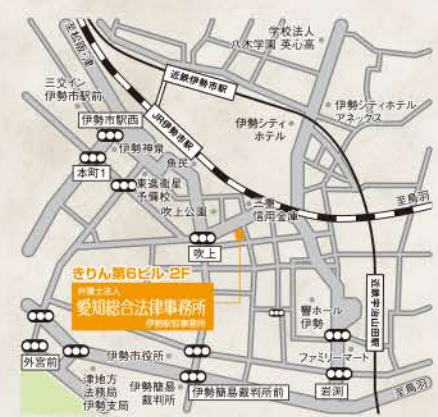 至松阪・津
学校法人
八木学園 英心高
三交イン
伊勢市駅前
近鉄伊勢市駅
伊勢シティホテル
アネックス
JR伊勢市駅
伊勢シティ
ホテル
伊勢市駅西
伊勢神泉
魚民
本町1
東進衛星
予備校
三重
信用金庫
至鳥羽
吹上公園
吹上
きりん第6ビル 2F
弁護士法人
愛知総合法律事務所
伊勢駅前事務所
近鉄宇治山田駅
響ホール
伊勢
ファミリーマート
外宮前
伊勢市役所
津地方
法務局
伊勢支局
伊勢簡易
裁判所
伊勢簡易裁判所前
岩渕
至鳥羽